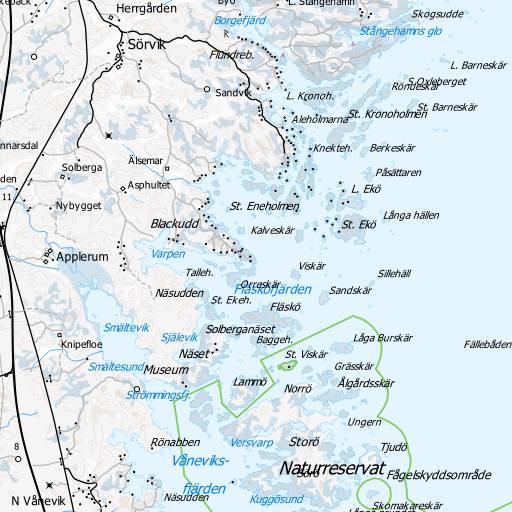 Herrgården
L. Stångehamn
Byö
Borgefjärd
Skogsudde
Stångehamns glo
Sörvik
Flundreb.
L. Barneskär
S.Oxleberget
Rönneskär
Sandvik
L. Kronoh.
St. Barneskär
St. Kronoholmen
Aleholmarna
nnarsdal
Knekteh.
Berkeskär
Älsemar
Solberga
Påsättaren
den
Asphultet
L. Ekö
11
Nybygget
St. Eneholmen
Långa hällen
Blackudd
St. Ekö
Kalveskär
Applerum
Varpen
Viskär
Talleh.
Sillehäll
Orreskär
Fläsköfjärden
Sandskär
Näsudden
St. Ekeh.
Fläskö
Smältevik
Solberganäset
Själevik
Låga Burskär
Knipefloe
Baggeh.
Fällebåden
Näset
St. Viskär
Smältesund
Museum
Grässkär
Lammö
Ålgårdsskär
Strömmingsfj.
Norrö
Ungern
Rönabben
Versvarp
Storö
Tjudö
8
Våneviks-
fjärden
Naturreservat
Sörö
Fågelskyddsområde
N Vånevik
Näsudden
Kuggösund
Skomakareskär